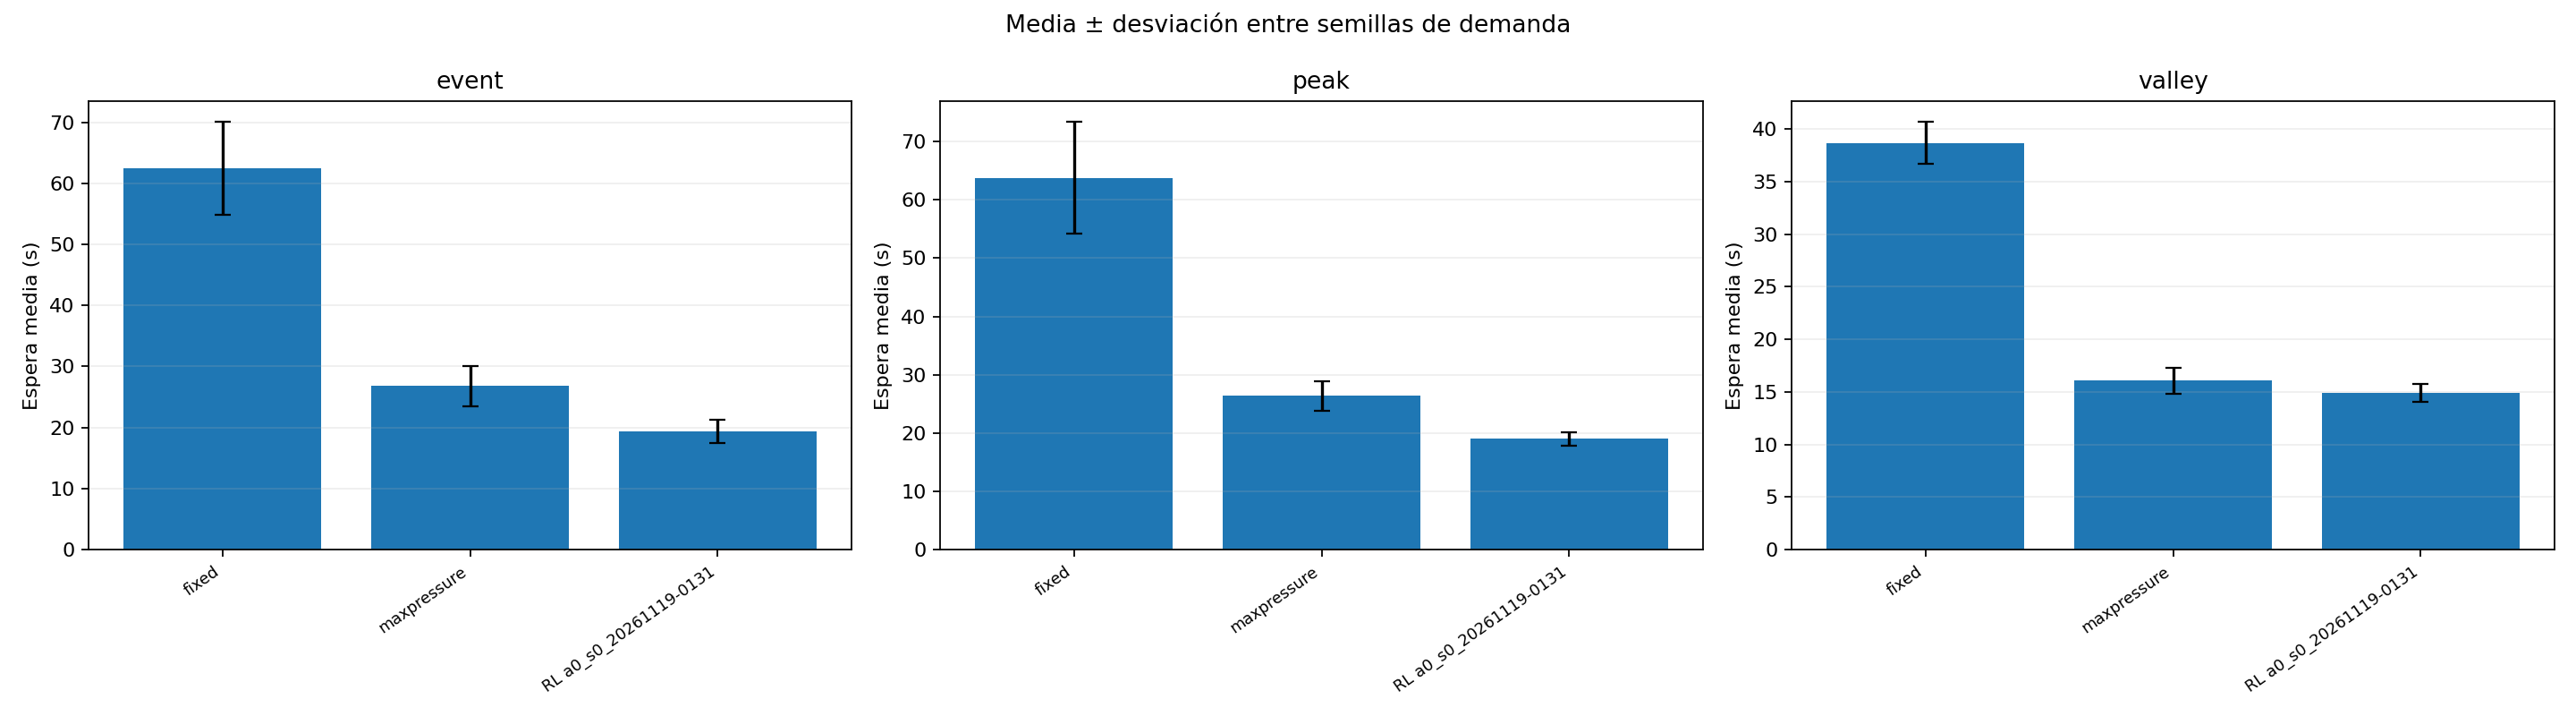 Media ± desviación entre semillas de demanda
event
Espera media (s)
70
60
50
40
30
20
10
0
fixed
maxpressure
RL a0_s0_20261119-0131
peak
Espera media (s)
70
60
50
40
30
20
10
0
fixed
maxpressure
RL a0_s0_20261119-0131
valley
Espera media (s)
40
35
30
25
20
15
10
5
0
fixed
maxpressure
RL a0_s0_20261119-0131